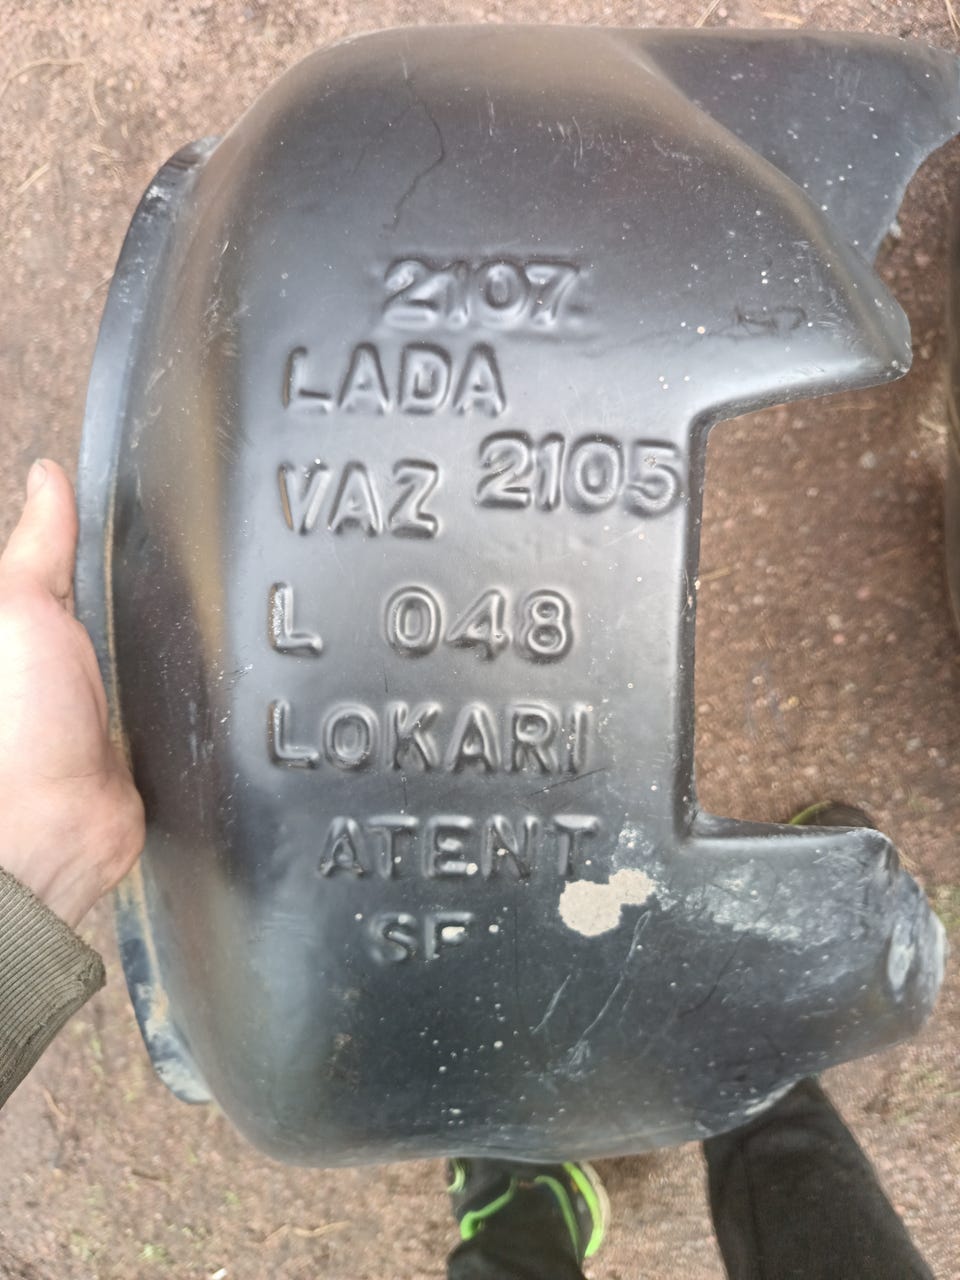 2107
LADA
VAZ 2105
L 048
LOKARI
ATENT
SF